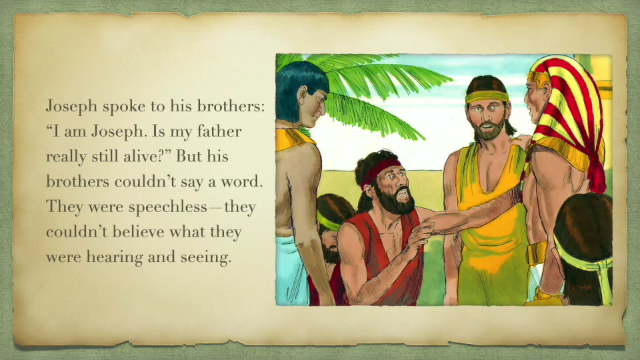 Joseph spoke to his brothers:
“I am Joseph. Is my father
really still alive?” But his
brothers couldn’t say a word.
They were speechless—they
couldn’t believe what they
were hearing and seeing.